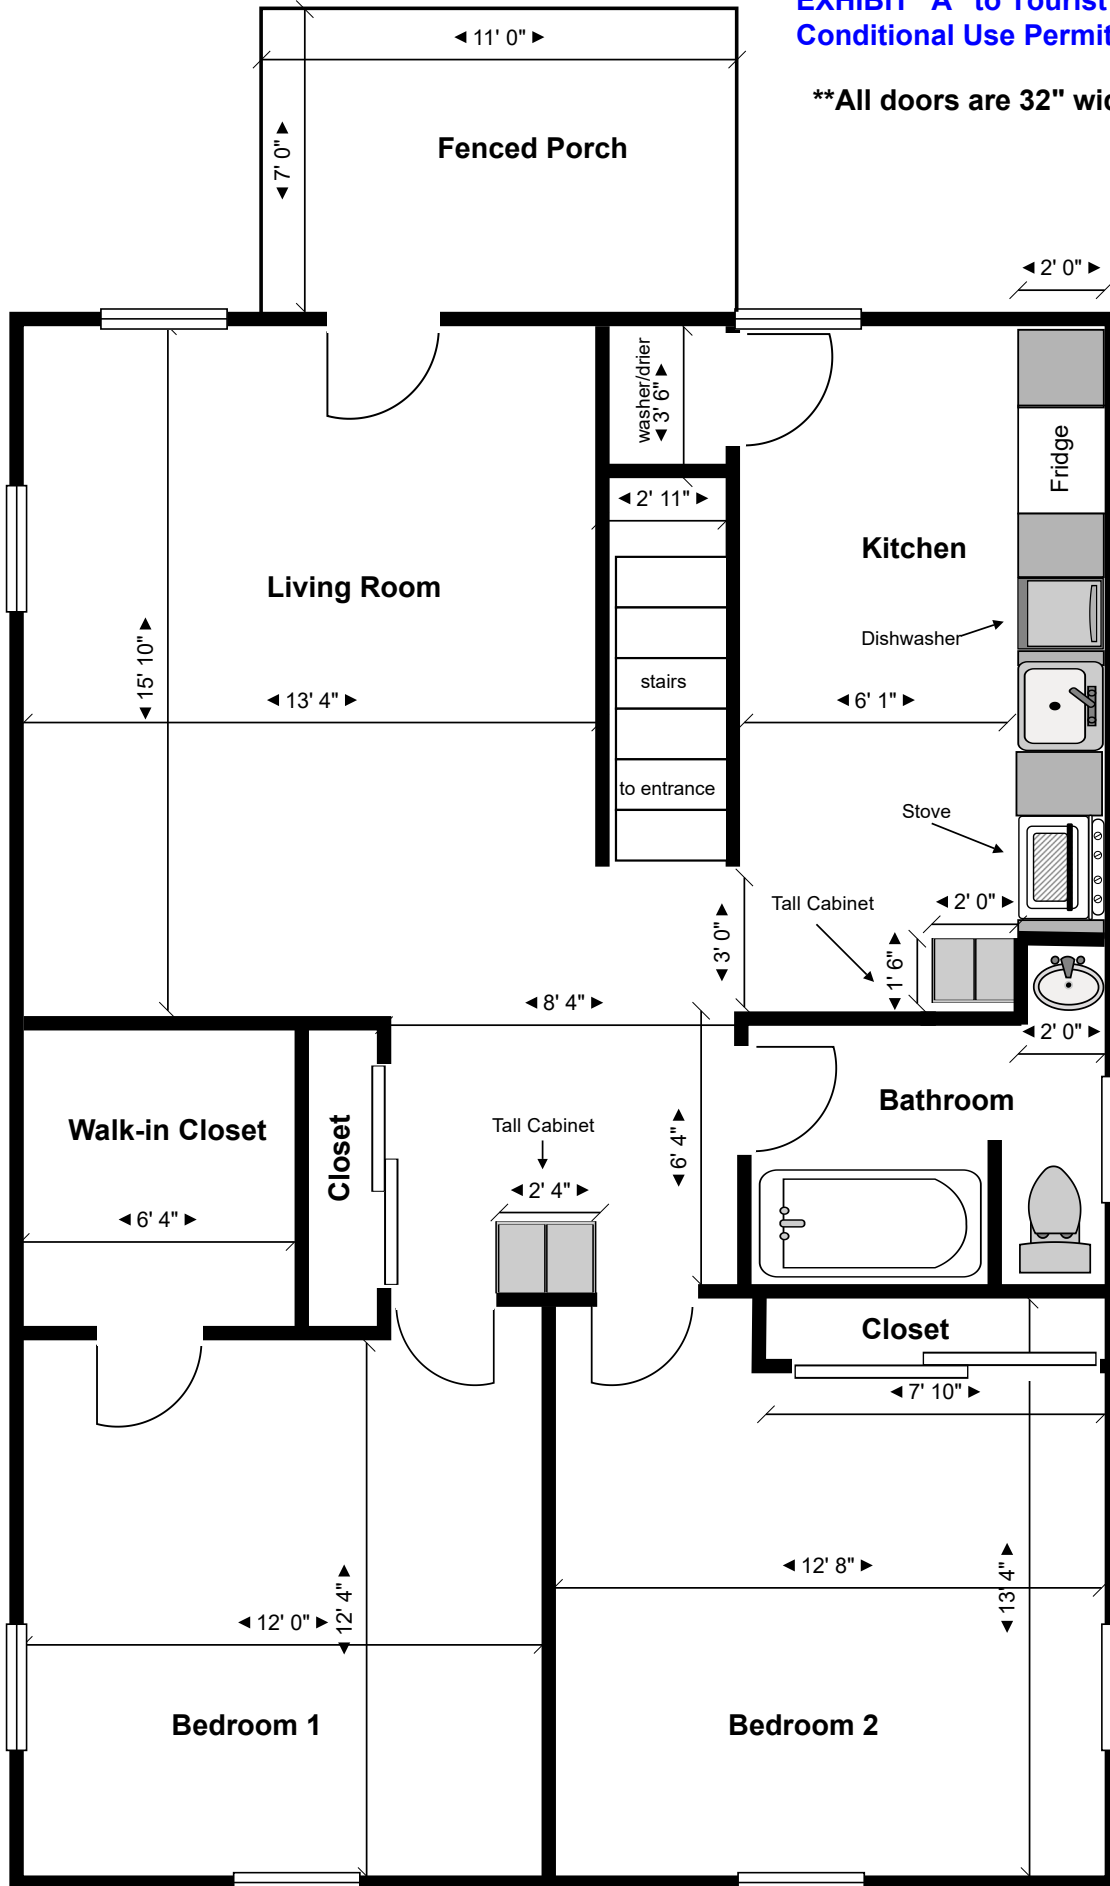 EXHIBIT "A" to Tourist
Conditional Use Permit
**All doors are 32" wid
11' 0"
7' 0"
Fenced Porch
2' 0"
washer/drier
3' 6"
Fridge
2' 11"
Kitchen
Living Room
Dishwasher
15' 10"
13' 4"
stairs
6' 1"
to entrance
Stove
Tall Cabinet
2' 0"
3' 0"
1' 6"
8' 4"
2' 0"
Walk-in Closet
Closet
Tall Cabinet
6' 4"
Bathroom
2' 4"
6' 4"
Closet
7' 10"
12' 8"
13' 4"
12' 0"
12' 4"
Bedroom 1
Bedroom 2